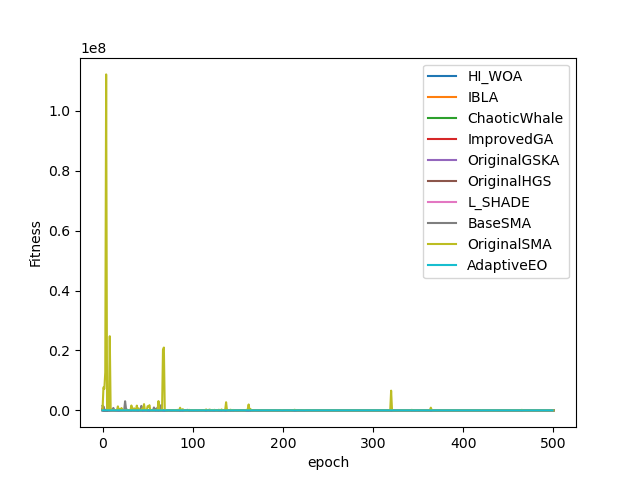 1e8
1.0
0.8
0.6
0.4
0.2
0.0
Fitness
HI_WOA
IBLA
ChaoticWhale
ImprovedGA
OriginalGSKA
OriginalHGS
L_SHADE
BaseSMA
OriginalSMA
AdaptiveEO
0 100 200 300 400 500
epoch